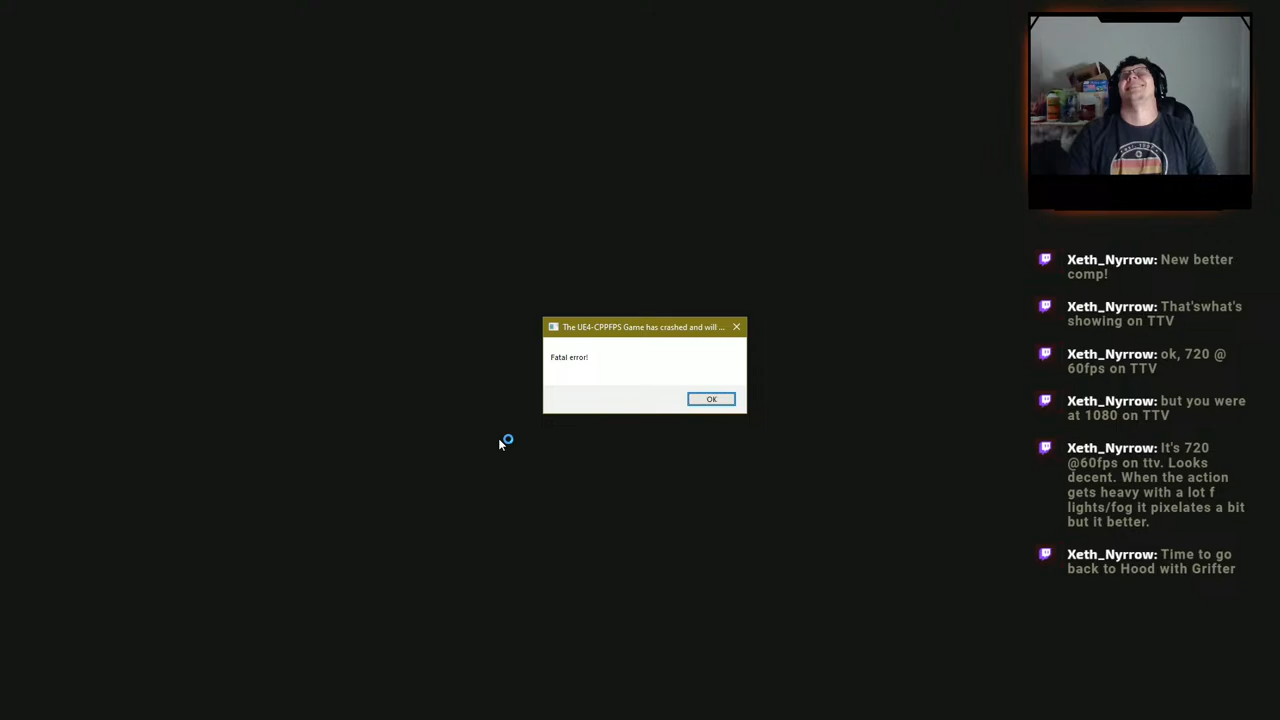 The UE4-CPPFPS Game has crashed and will ...
Fatal error!
OK
Xeth_Nyrrow: New better
comp!
Xeth_Nyrrow: That'swhat's
showing on TTV
Xeth_Nyrrow: ok, 720 @
60fps on TTV
Xeth_Nyrrow: but you were
at 1080 on TTV
Xeth_Nyrrow: It's 720
@60fps on ttv. Looks
decent. When the action
gets heavy with a lot f
lights/fog it pixelates a bit
but it better.
Xeth_Nyrrow: Time to go
back to Hood with Grifter